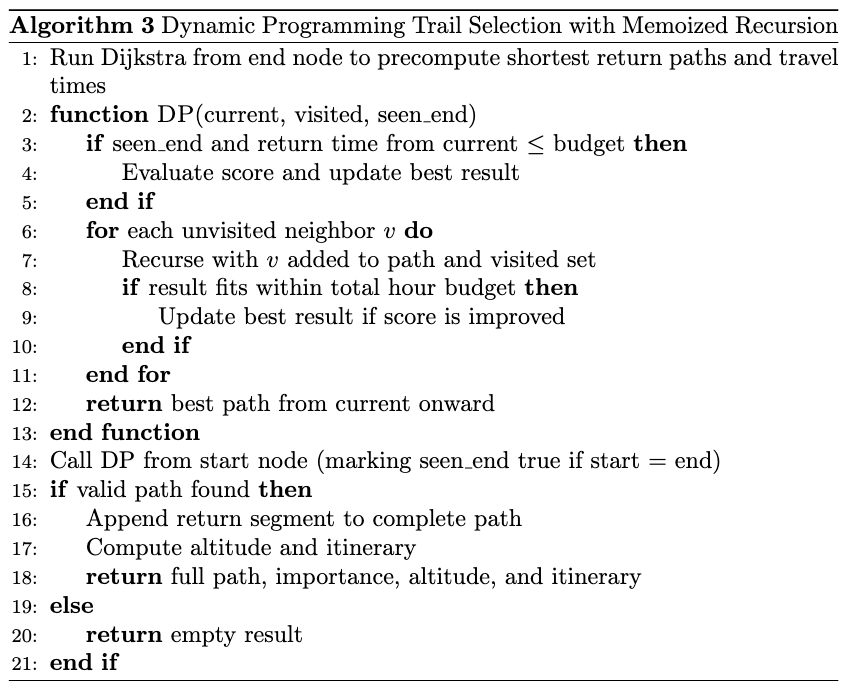 Algorithm 3 Dynamic Programming Trail Selection with Memoized Recursion
1: Run Dijkstra from end node to precompute shortest return paths and travel
times
2: function DP(current, visited, seen_end)
3: if seen_end and return time from current ≤ budget then
4: Evaluate score and update best result
5: end if
6: for each unvisited neighbor v do
7: Recurse with v added to path and visited set
8: if result fits within total hour budget then
9: Update best result if score is improved
10: end if
11: end for
12: return best path from current onward
13: end function
14: Call DP from start node (marking seen_end true if start = end)
15: if valid path found then
16: Append return segment to complete path
17: Compute altitude and itinerary
18: return full path, importance, altitude, and itinerary
19: else
20: return empty result
21: end if